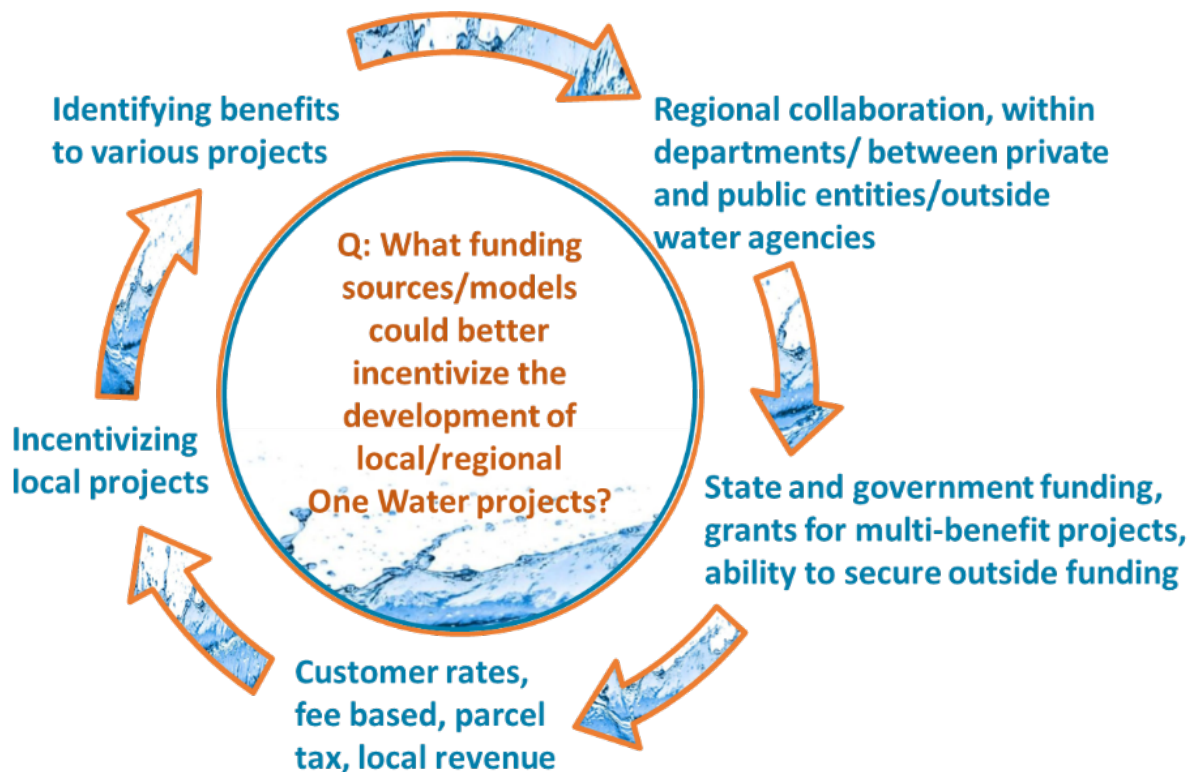 Identifying benefits
to various projects
Regional collaboration, within
departments/ between private
and public entities/outside
water agencies
Q: What funding
sources/models
could better
incentivize the
development of
local/regional
One Water projects?
Incentivizing
local projects
State and government funding,
grants for multi-benefit projects,
ability to secure outside funding
Customer rates,
fee based, parcel
tax, local revenue